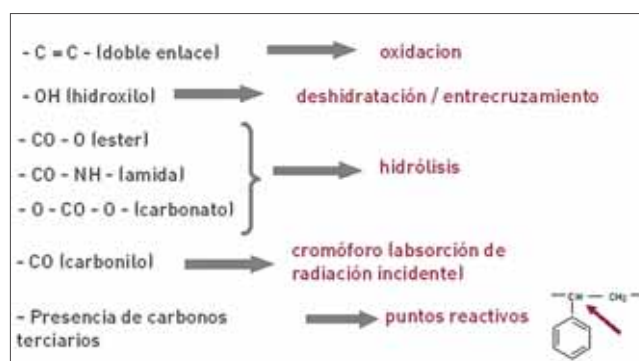 - C = C - (doble enlace) oxidacion
- OH (hidroxilo) deshidratación / entrecruzamiento
- CO - O (ester)
- CO - NH - (amida) hidrólisis
- O - CO - O - (carbonato)
- CO (carbonilo) cromóforo (absorción de
radiación incidente)
- Presencia de carbonos puntos reactivos
terciarios
— CH — CH₂ —